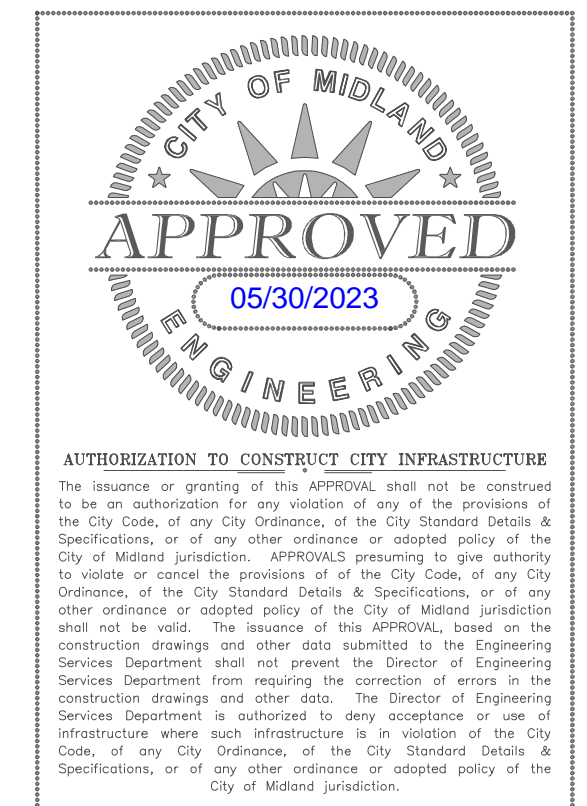 CITY OF MIDLAND
APPROVED
05/30/2023
ENGINEERING
AUTHORIZATION TO CONSTRUCT CITY INFRASTRUCTURE
The issuance or granting of this APPROVAL shall not be construed
to be an authorization for any violation of any of the provisions of
the City Code, of any City Ordinance, of the City Standard Details &
Specifications, or of any other ordinance or adopted policy of the
City of Midland jurisdiction. APPROVALS presuming to give authority
to violate or cancel the provisions of of the City Code, of any City
Ordinance, of the City Standard Details & Specifications, or of any
other ordinance or adopted policy of the City of Midland jurisdiction
shall not be valid. The issuance of this APPROVAL, based on the
construction drawings and other data submitted to the Engineering
Services Department shall not prevent the Director of Engineering
Services Department from requiring the correction of errors in the
construction drawings and other data. The Director of Engineering
Services Department is authorized to deny acceptance or use of
infrastructure where such infrastructure is in violation of the City
Code, of any City Ordinance, of the City Standard Details &
Specifications, or of any other ordinance or adopted policy of the
City of Midland jurisdiction.